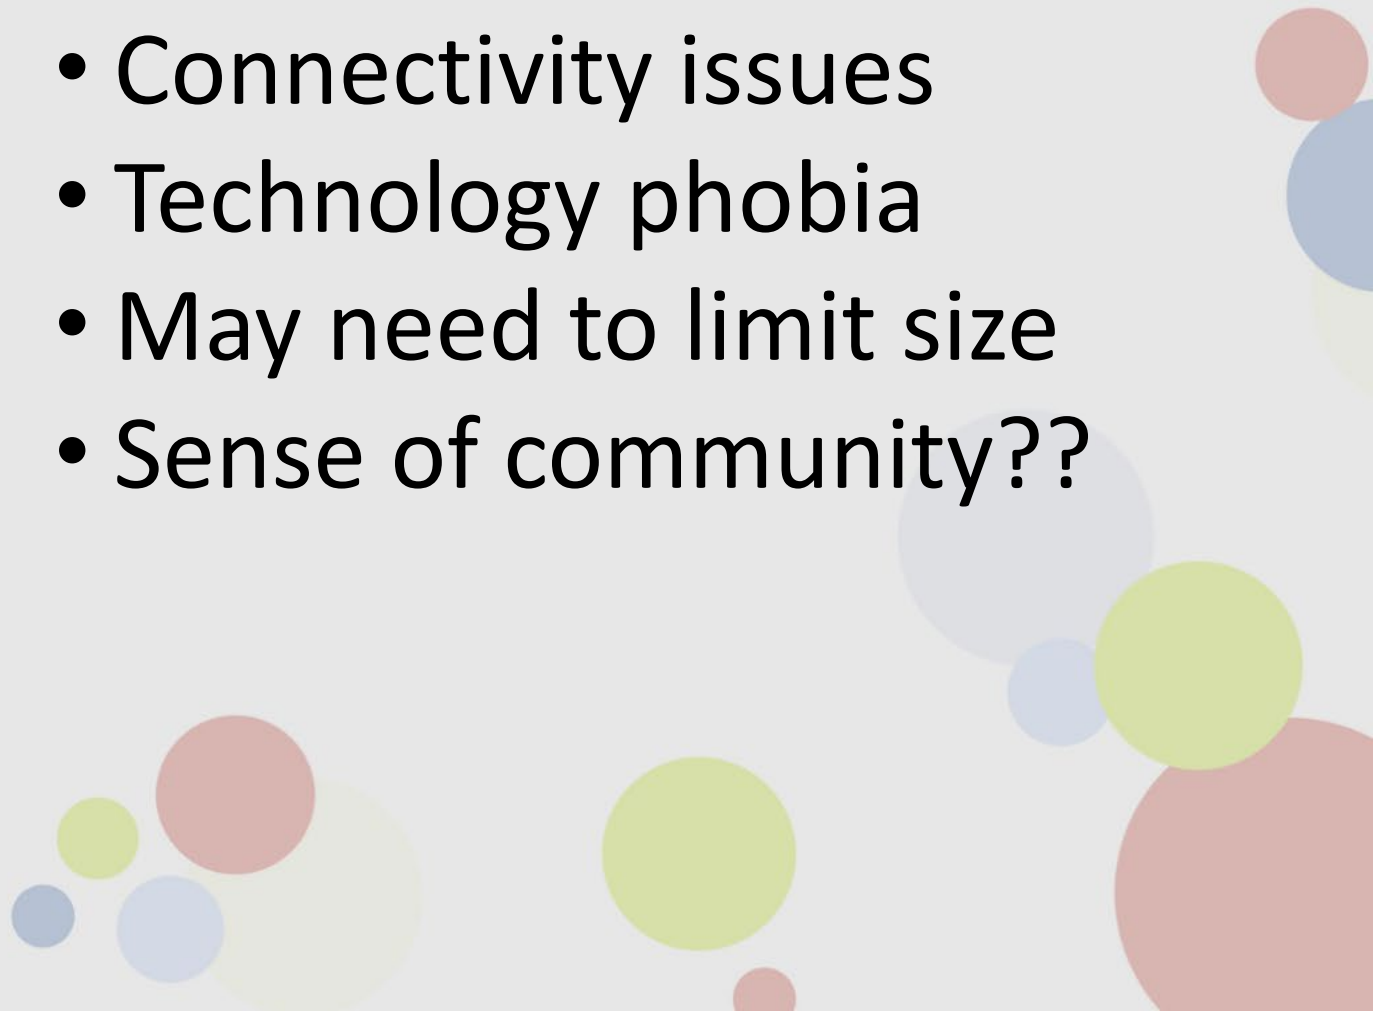 • Connectivity issues
• Technology phobia
• May need to limit size
• Sense of community??